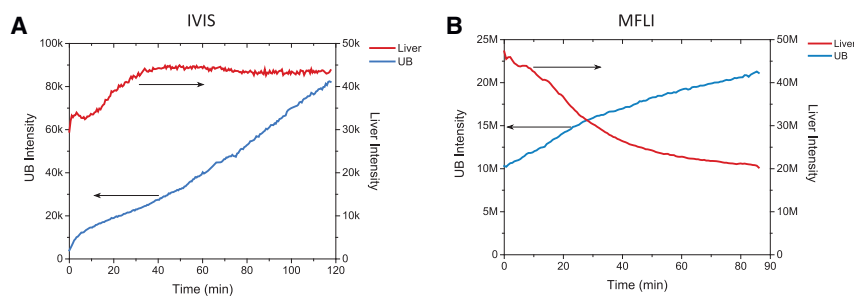 A
IVIS
100k
80k
60k
40k
20k
0
UB Intensity
50k
40k
30k
20k
10k
0
Liver Intensity
Liver
UB
0 20 40 60 80 100 120
Time (min)
B
MFLI
25M
20M
15M
10M
5M
0
UB Intensity
50M
40M
30M
20M
10M
0
Liver Intensity
Liver
UB
0 20 40 60 80 100
Time (min)